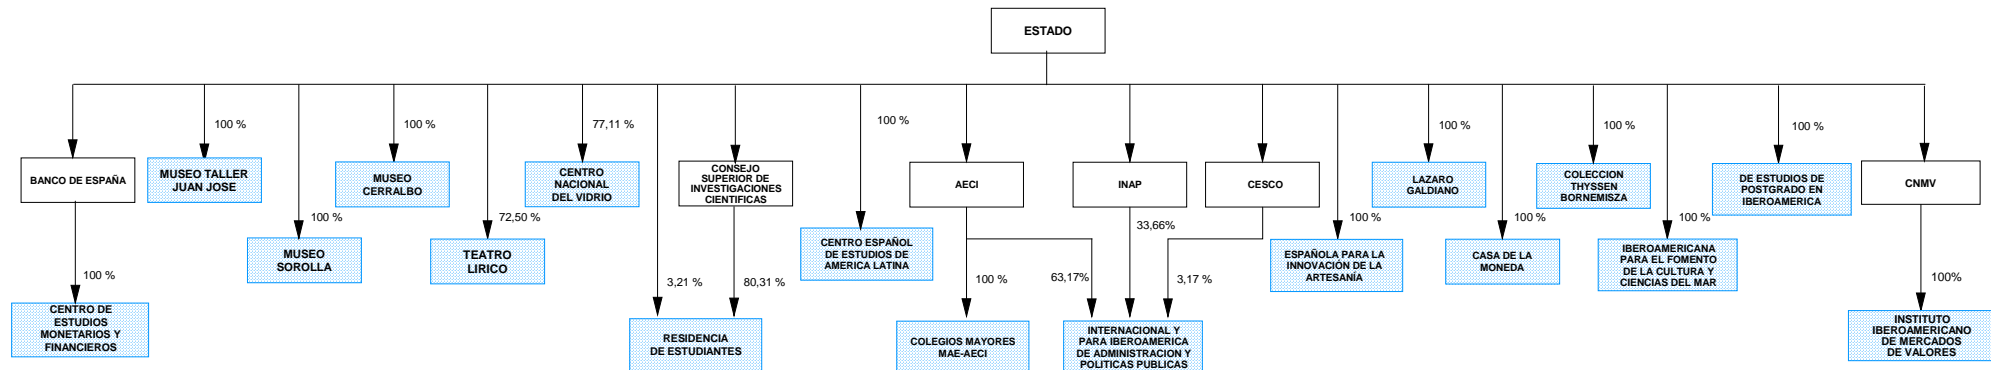 ESTADO
100 %
100 %
77,11 %
100 %
100 %
100 %
100 %
BANCO DE ESPAÑA
MUSEO TALLER
JUAN JOSE
MUSEO
CERRALBO
CENTRO
NACIONAL
DEL VIDRIO
CONSEJO
SUPERIOR DE
INVESTIGACIONES
CIENTIFICAS
AECI
INAP
CESCO
LAZARO
GALDIANO
COLECCION
THYSSEN
BORNEMISZA
DE ESTUDIOS DE
POSTGRADO EN
IBEROAMERICA
CNMV
100 %
72,50 %
33,66%
100 %
100 %
100 %
MUSEO
SOROLLA
TEATRO
LIRICO
CENTRO ESPAÑOL
DE ESTUDIOS DE
AMERICA LATINA
ESPAÑOLA PARA LA
INNOVACIÓN DE LA
ARTESANÍA
CASA DE LA
MONEDA
IBEROAMERICANA
PARA EL FOMENTO
DE LA CULTURA Y
CIENCIAS DEL MAR
100 %
3,21 %
80,31 %
100 %
63,17%
3,17 %
100%
CENTRO DE
ESTUDIOS
MONETARIOS Y
FINANCIEROS
RESIDENCIA
DE ESTUDIANTES
COLEGIOS MAYORES
MAE-AECI
INTERNACIONAL Y
PARA IBEROAMERICA
DE ADMINISTRACION Y
POLITICAS PUBLICAS
INSTITUTO
IBEROAMERICANO
DE MERCADOS
DE VALORES